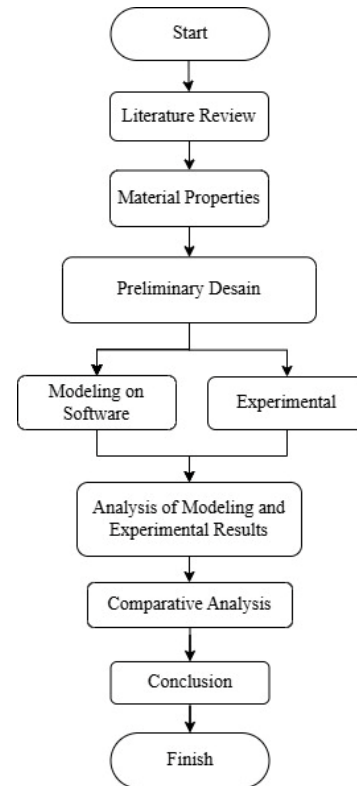 Start
Literature Review
Material Properties
Preliminary Desain
Modeling on
Software
Experimental
Analysis of Modeling and
Experimental Results
Comparative Analysis
Conclusion
Finish